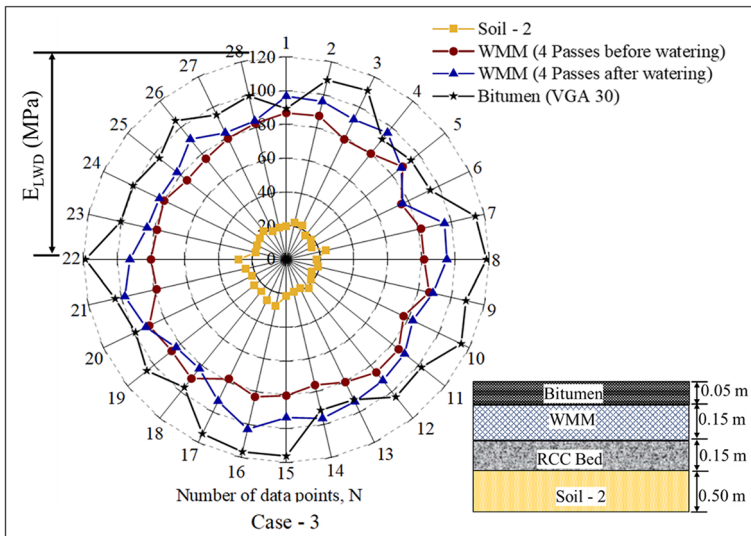 Soil - 2
WMM (4 Passes before watering)
WMM (4 Passes after watering)
Bitumen (VGA 30)
E_LWD (MPa)
120
100
80
60
40
20
0
1
2
3
4
5
6
7
8
9
10
11
12
13
14
15
16
17
18
19
20
21
22
23
24
25
26
27
28
Number of data points, N
Case - 3
Bitumen
0.05 m
WMM
0.15 m
RCC Bed
0.15 m
Soil - 2
0.50 m